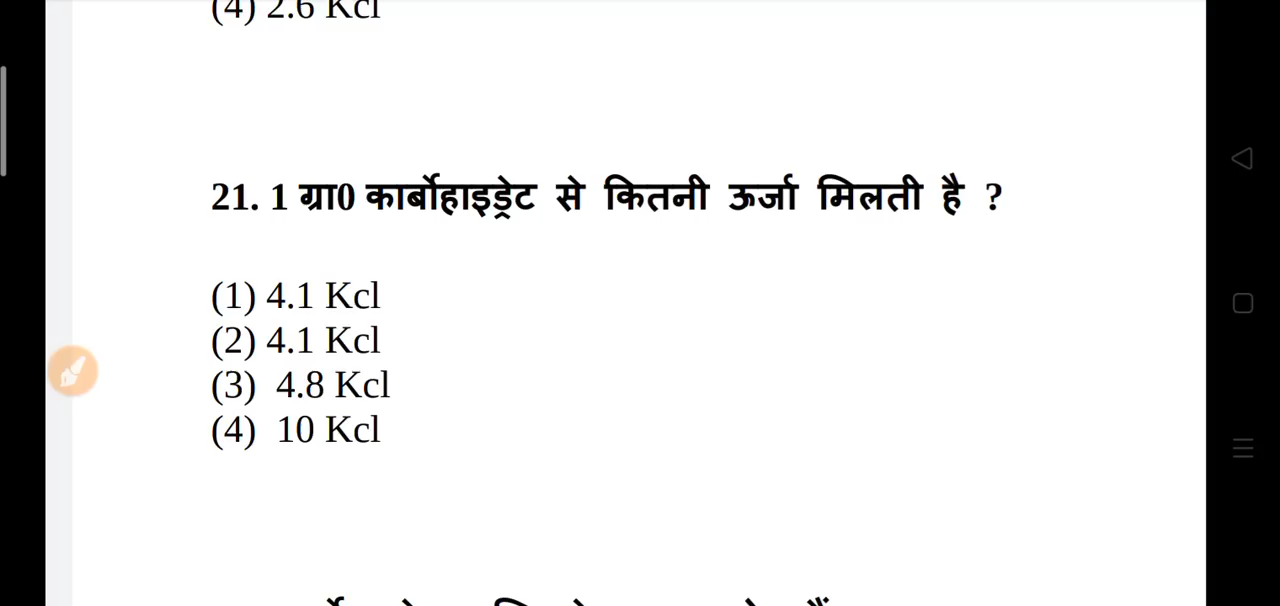 (4) 2.6 Kcl
21. 1 ग्रा0 कार्बोहाइड्रेट से कितनी ऊर्जा मिलती है ?
(1) 4.1 Kcl
(2) 4.1 Kcl
(3) 4.8 Kcl
(4) 10 Kcl